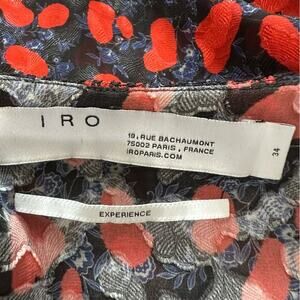 IRO
19, RUE BACHAUMONT
75002 PARIS, FRANCE
IROPARIS.COM
34
EXPERIENCE